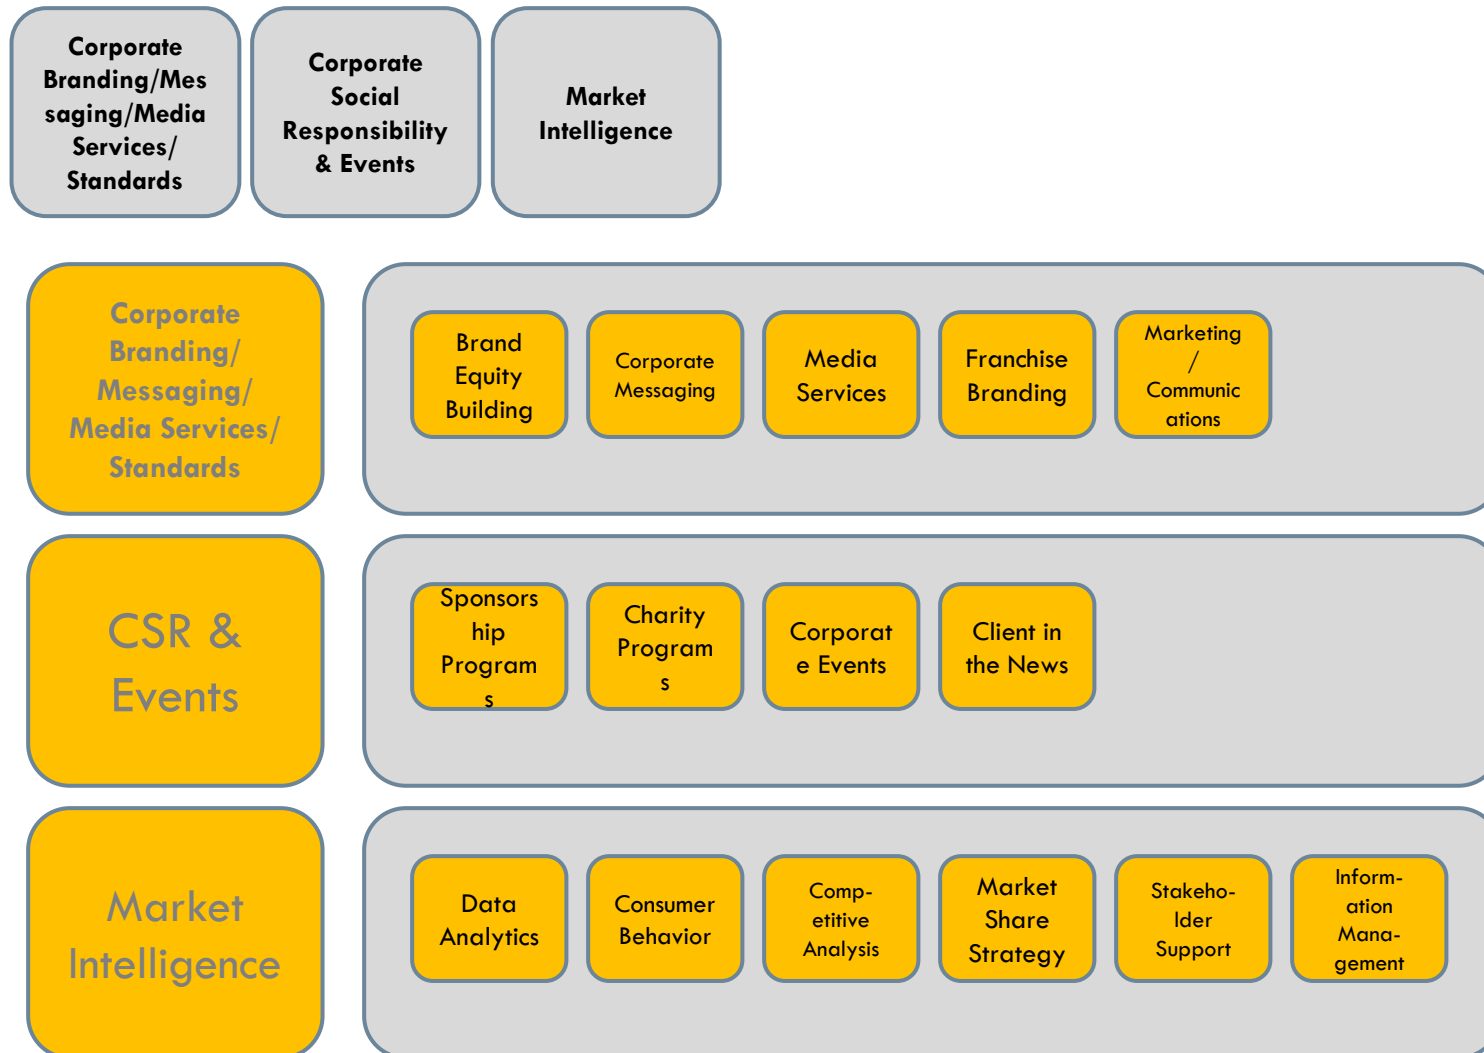 Corporate
Branding/Mes
saging/Media
Services/
Standards
Corporate
Social
Responsibility
& Events
Market
Intelligence
Corporate
Branding/
Messaging/
Media Services/
Standards
Brand
Equity
Building
Corporate
Messaging
Media
Services
Franchise
Branding
Marketing
/
Communic
ations
CSR &
Events
Sponsors
hip
Program
s
Charity
Program
s
Corporat
e Events
Client in
the News
Market
Intelligence
Data
Analytics
Consumer
Behavior
Comp-
etitive
Analysis
Market
Share
Strategy
Stakeho-
lder
Support
Inform-
ation
Mana-
gement